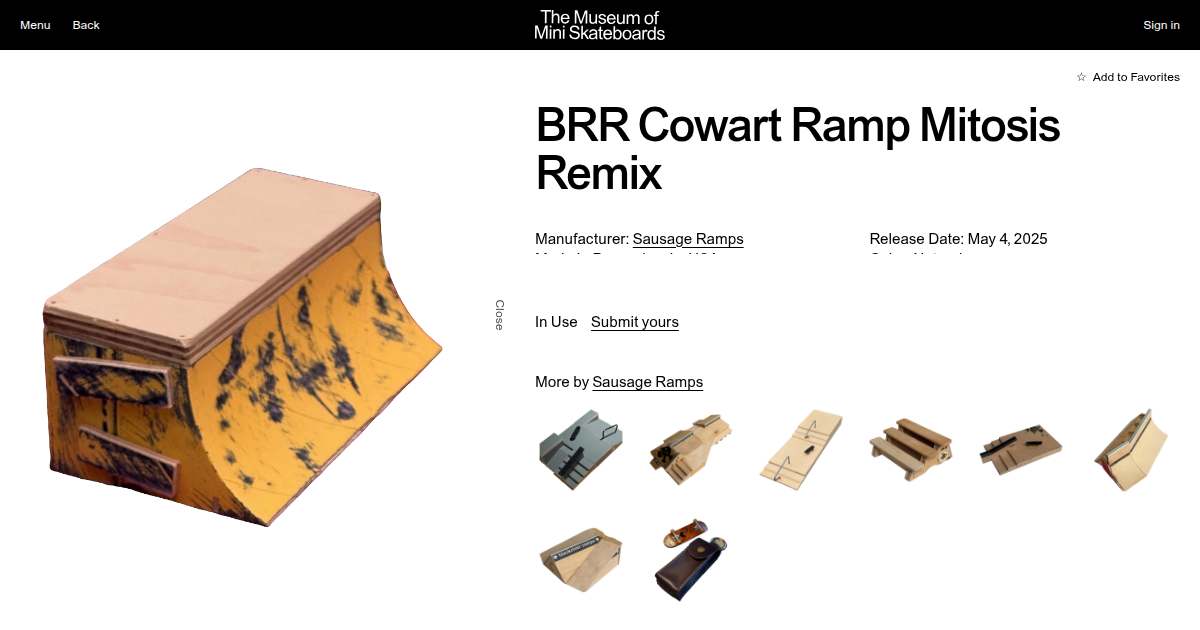 Menu
Back
The Museum of
Mini Skateboards
Sign in
☆ Add to Favorites
BRR Cowart Ramp Mitosis
Remix
Manufacturer: Sausage Ramps
Release Date: May 4, 2025
Close
In Use
Submit yours
More by Sausage Ramps